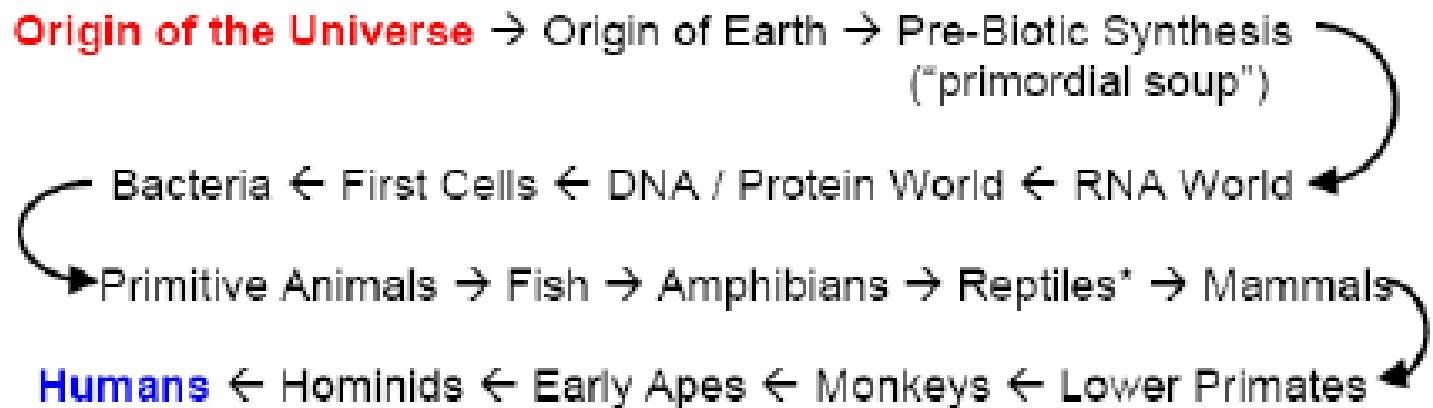 Origin of the Universe → Origin of Earth → Pre-Biotic Synthesis
("primordial soup")
Bacteria ← First Cells ← DNA / Protein World ← RNA World
Primitive Animals → Fish → Amphibians → Reptiles* → Mammals
Humans ← Hominids ← Early Apes ← Monkeys ← Lower Primates